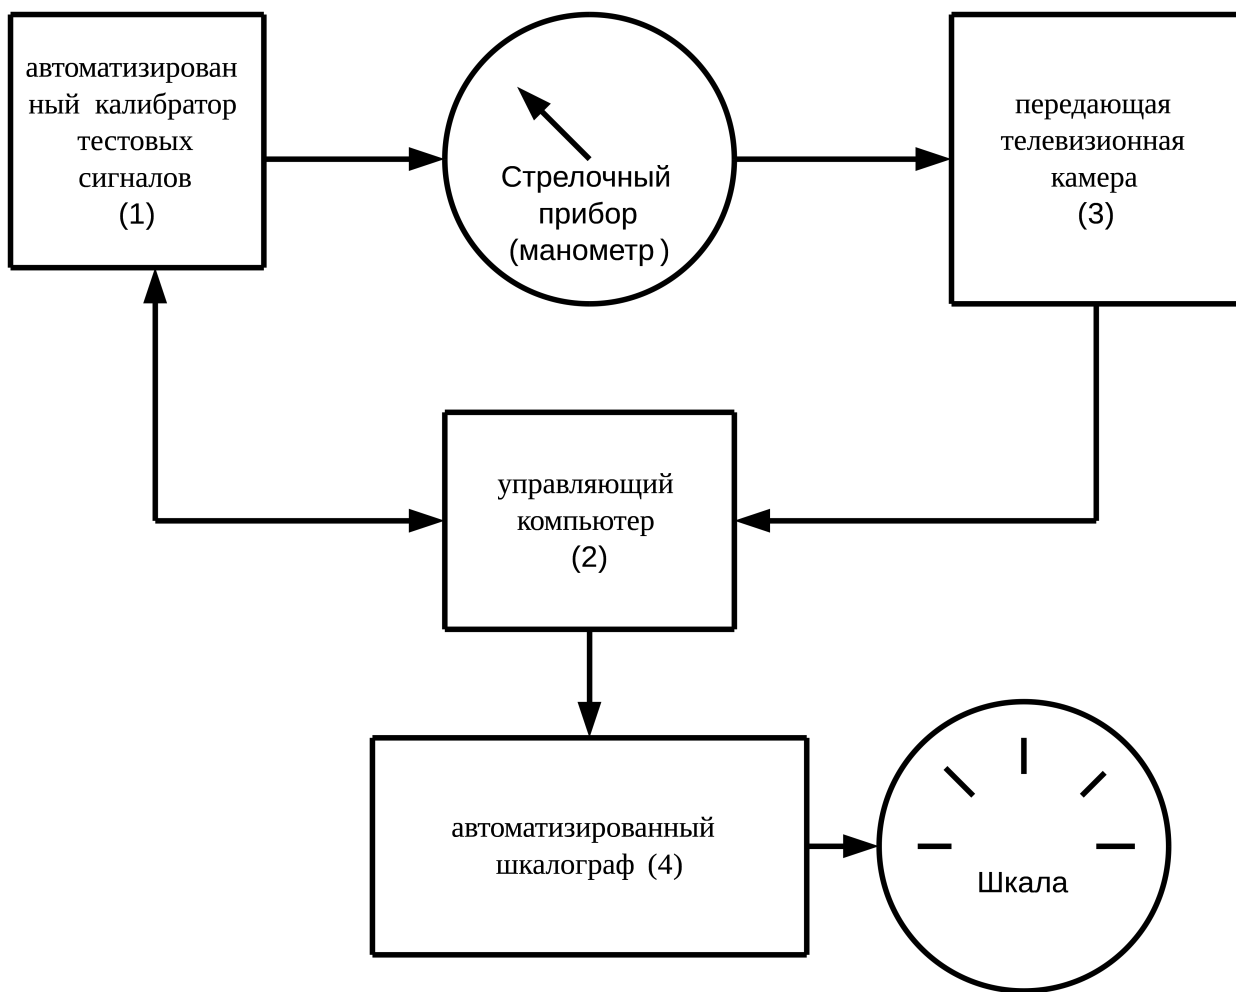 автоматизирован
ный калибратор
тестовых
сигналов
(1)
Стрелочный
прибор
(манометр )
передающая
телевизионная
камера
(3)
управляющий
компьютер
(2)
автоматизированный
шкалограф (4)
Шкала